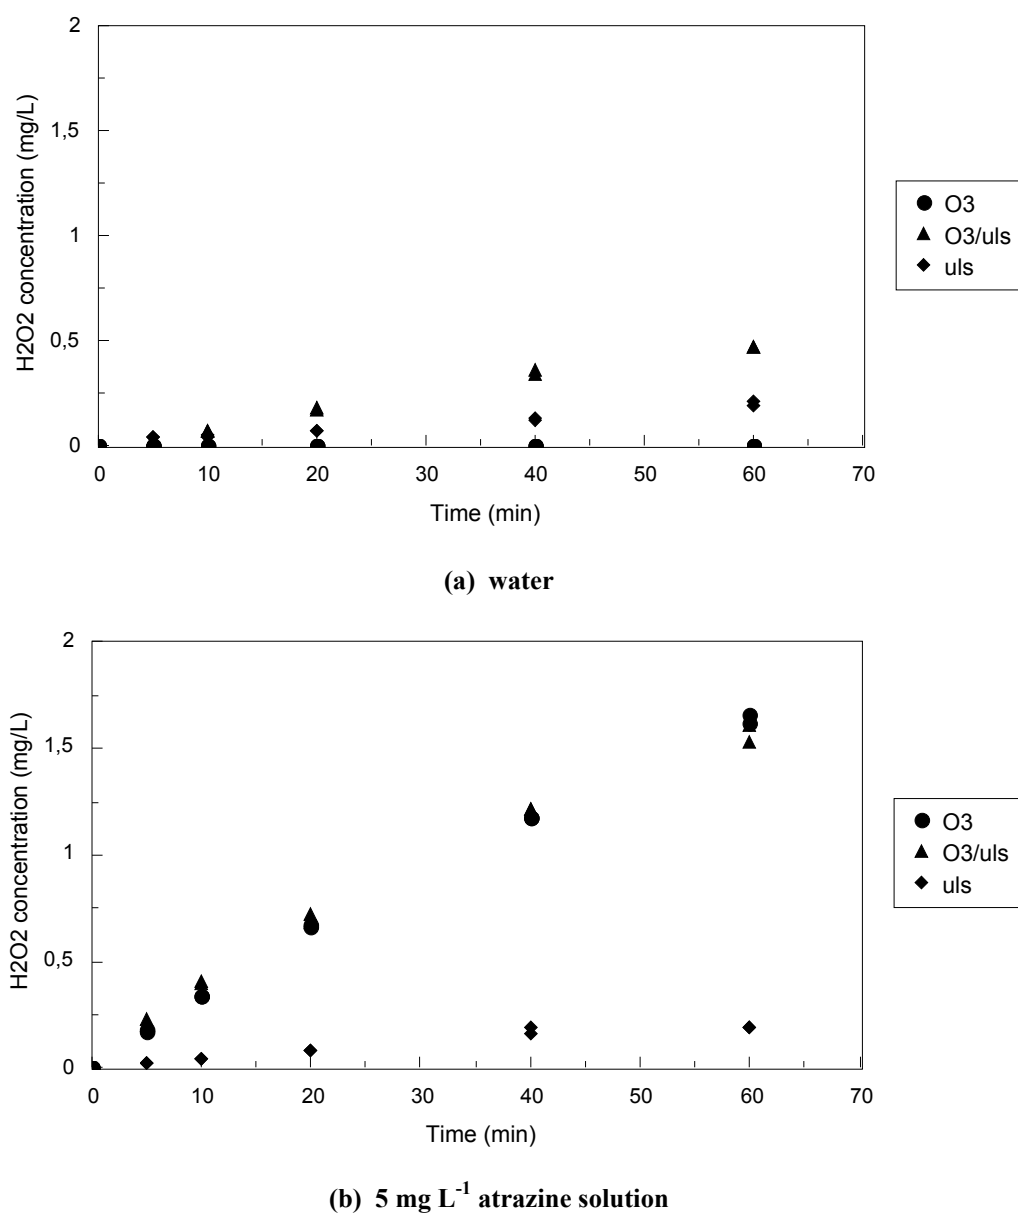 2
1,5
1
0,5
0
H2O2 concentration (mg/L)
0 10 20 30 40 50 60 70
Time (min)
O3
O3/uls
uls
(a) water
2
1,5
1
0,5
0
H2O2 concentration (mg/L)
0 10 20 30 40 50 60 70
Time (min)
O3
O3/uls
uls
(b) 5 mg L⁻¹ atrazine solution